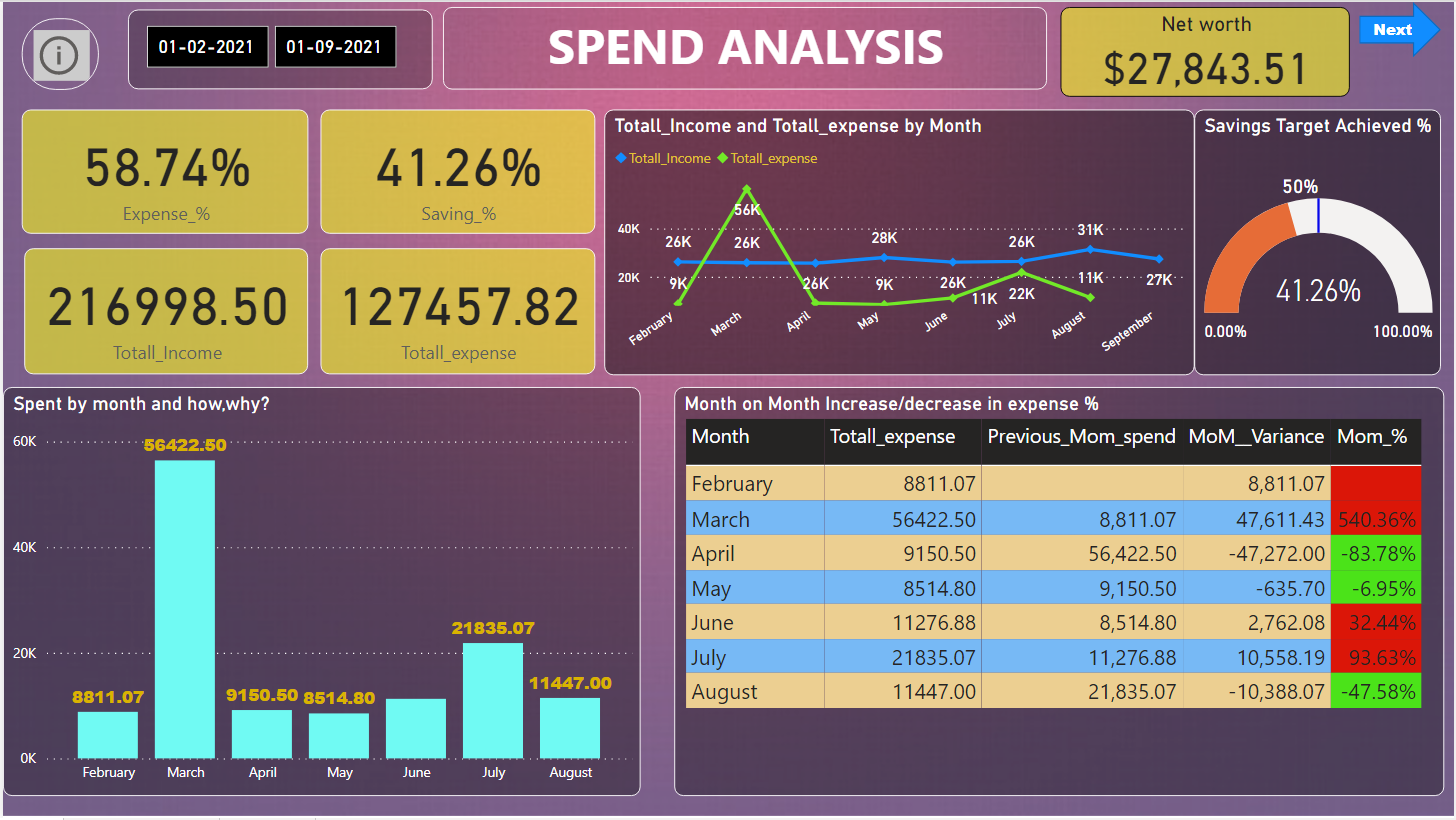 01-02-2021
01-09-2021
SPEND ANALYSIS
Net worth
$27,843.51
Next
58.74%
Expense_%
41.26%
Saving_%
216998.50
Totall_Income
127457.82
Totall_expense
Totall_Income and Totall_expense by Month
Totall_Income Totall_expense
40K
20K
26K 26K 26K 28K 26K 26K 31K 27K
9K 56K 9K 11K 22K 11K
February March April May June July August September
Savings Target Achieved %
50%
41.26%
0.00% 100.00%
Spent by month and how,why?
60K
40K
20K
0K
8811.07 56422.50 9150.50 8514.80 21835.07 11447.00
February March April May June July August
Month on Month Increase/decrease in expense %
Month Totall_expense Previous_Mom_spend MoM__Variance Mom_%
February 8811.07 8,811.07
March 56422.50 8,811.07 47,611.43 540.36%
April 9150.50 56,422.50 -47,272.00 -83.78%
May 8514.80 9,150.50 -635.70 -6.95%
June 11276.88 8,514.80 2,762.08 32.44%
July 21835.07 11,276.88 10,558.19 93.63%
August 11447.00 21,835.07 -10,388.07 -47.58%